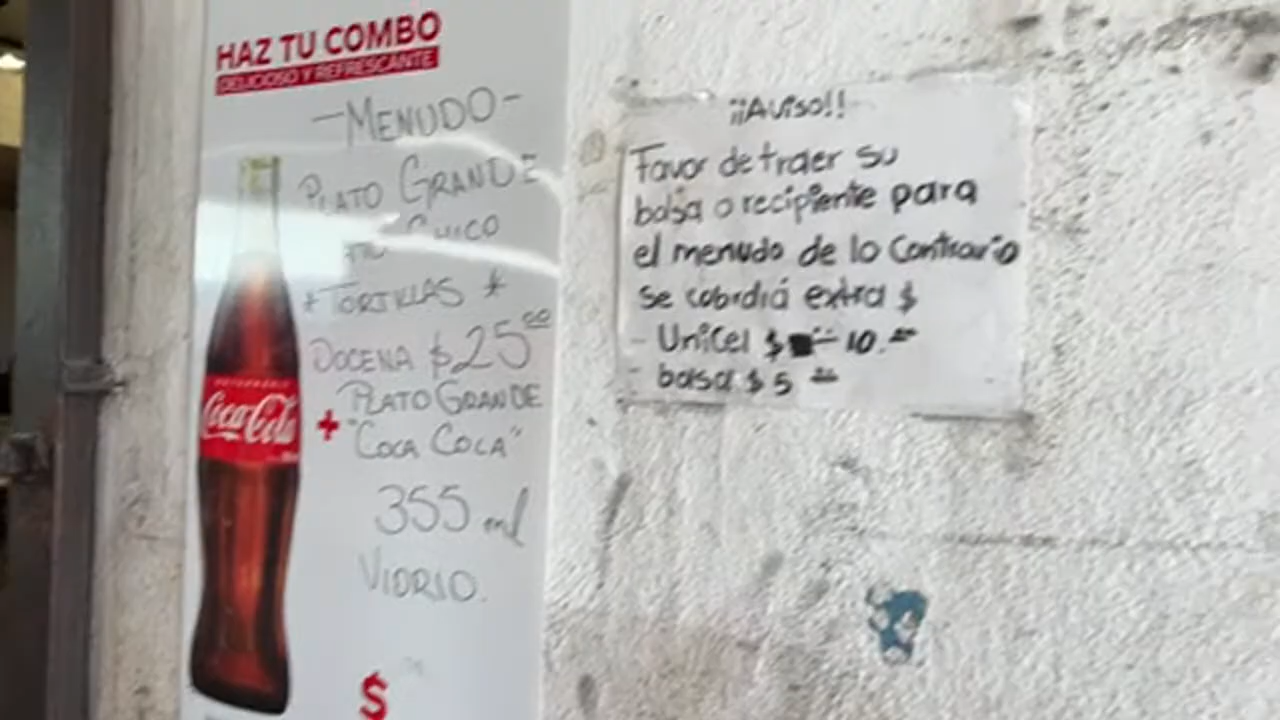 HAZ TU COMBO
DELICIOSO Y REFRESCANTE
-MENUDO-
PLATO GRANDE
CHICO
*TORTILLAS *
DOCENA $25.00
+ PLATO GRANDE
"COCA COLA"
355 ml
VIDRIO.
$
Coca-Cola
¡¡Aviso!!
Favor de traer su
bolsa o recipiente para
el menudo de lo Contrario
se cobrdrá extra $
- Unicel $ 10.00
- bolsa $ 5 00